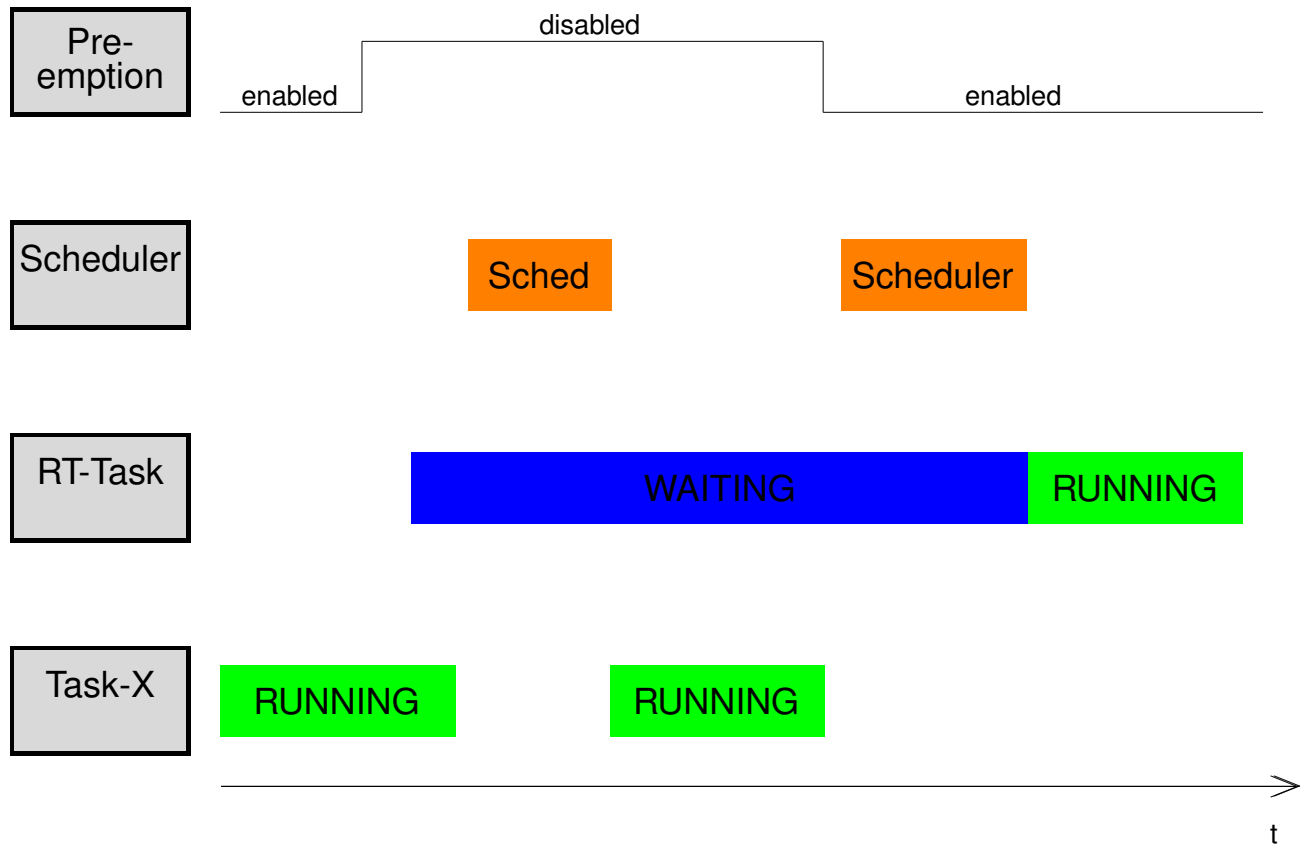 Pre-
emption
disabled
enabled
enabled
Scheduler
Sched
Scheduler
RT-Task
WAITING
RUNNING
Task-X
RUNNING
RUNNING
t